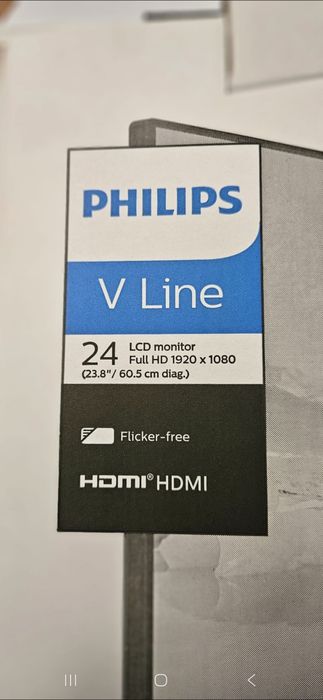 PHILIPS
V Line
24 LCD monitor
Full HD 1920 x 1080
(23.8"/ 60.5 cm diag.)
Flicker-free
HDMI® HDMI